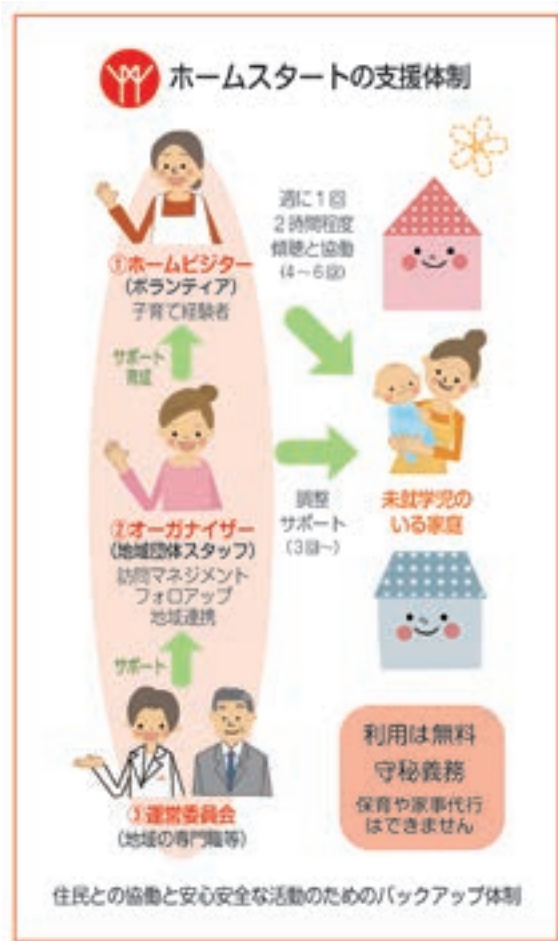 ホームスタートの支援体制
週に1回
2時間程度
傾聴と協働
(4～6回)
①ホームビジター
(ボランティア)
子育て経験者
サポート
育成
②オーガナイザー
(地域団体スタッフ)
訪問マネジメント
フォロアップ
地域連携
調整
サポート
(3回～)
未就学児の
いる家庭
サポート
③運営委員会
(地域の専門職等)
利用は無料
守秘義務
保育や家事代行
はできません
住民との協働と安心安全な活動のためのバックアップ体制